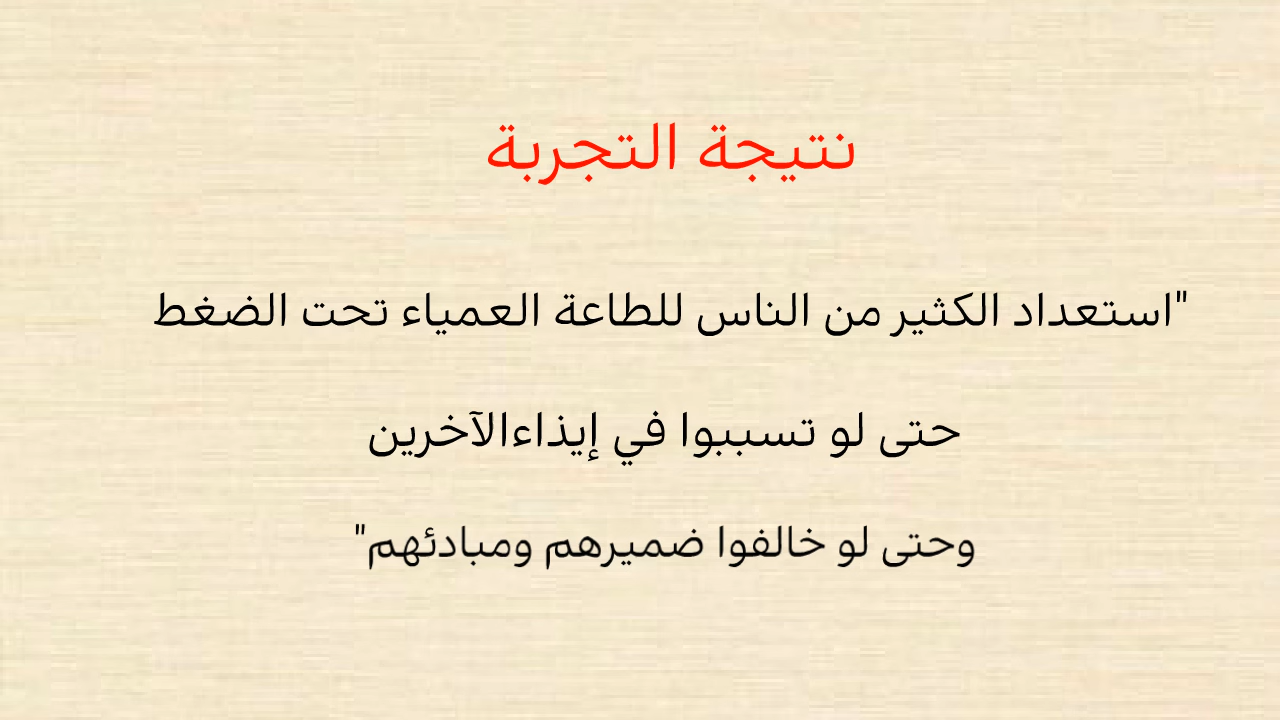 نتيجة التجربة
"استعداد الكثير من الناس للطاعة العمياء تحت الضغط
حتى لو تسببوا في إيذاءالآخرين
وحتى لو خالفوا ضميرهم ومبادئهم"